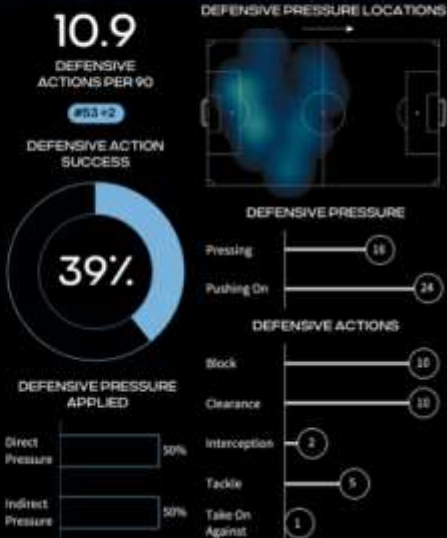 10.9
DEFENSIVE
ACTIONS PER 90
#53 +2
DEFENSIVE ACTION
SUCCESS
39%
DEFENSIVE PRESSURE
APPLIED
Direct
Pressure
50%
Indirect
Pressure
50%
DEFENSIVE PRESSURE LOCATIONS
DEFENSIVE PRESSURE
Pressing
16
Pushing On
24
DEFENSIVE ACTIONS
Block
10
Clearance
10
Interception
2
Tackle
5
Take On
Against
1